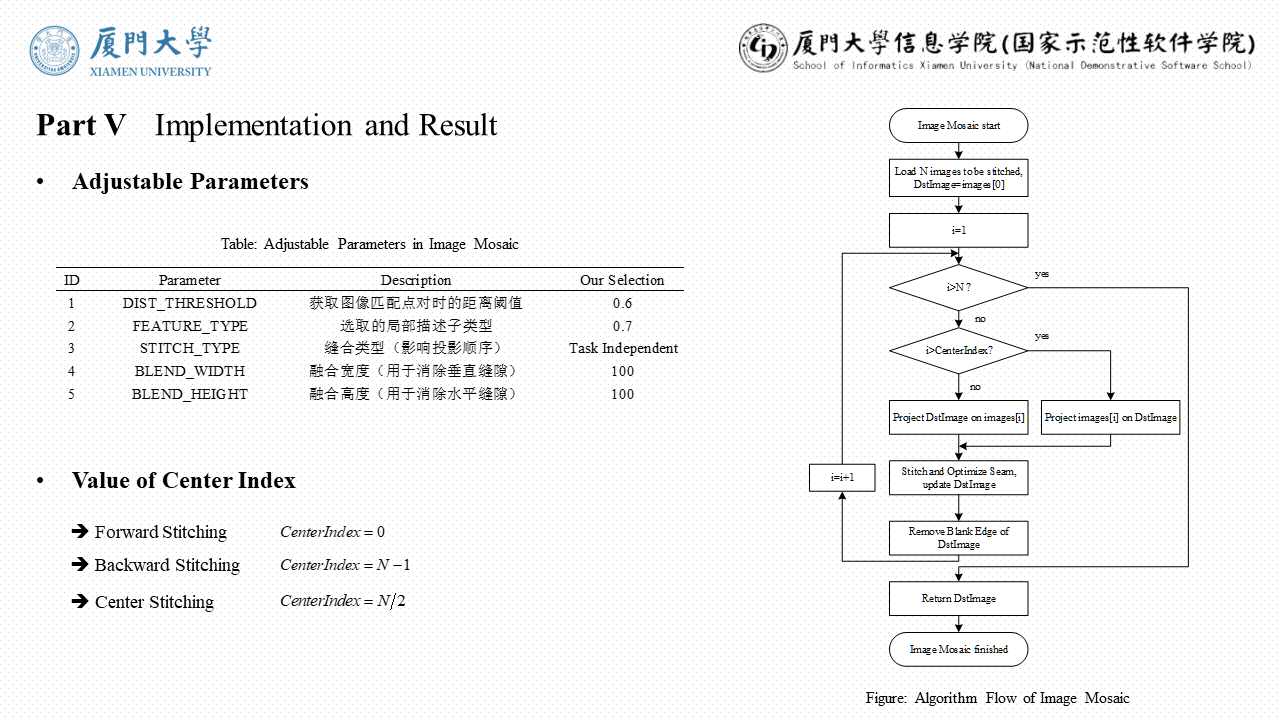 厦門大學
XIAMEN UNIVERSITY
厦門大學信息学院(国家示范性软件学院)
School of Informatics Xiamen University (National Demonstrative Software School)
Part V Implementation and Result
• Adjustable Parameters
Table: Adjustable Parameters in Image Mosaic
ID Parameter Description Our Selection
1 DIST_THRESHOLD 获取图像匹配点对时的距离阈值 0.6
2 FEATURE_TYPE 选取的局部描述子类型 0.7
3 STITCH_TYPE 缝合类型（影响投影顺序） Task Independent
4 BLEND_WIDTH 融合宽度（用于消除垂直缝隙） 100
5 BLEND_HEIGHT 融合高度（用于消除水平缝隙） 100
• Value of Center Index
➔ Forward Stitching CenterIndex = 0
➔ Backward Stitching CenterIndex = N −1
➔ Center Stitching CenterIndex = N/2
Image Mosaic start
Load N images to be stitched,
DstImage=images[0]
i=1
i>N ?
yes
no
i>CenterIndex?
yes
no
Project DstImage on images[i]
Project images[i] on DstImage
Stitch and Optimize Seam,
update DstImage
i=i+1
Remove Blank Edge of
DstImage
Return DstImage
Image Mosaic finished
Figure: Algorithm Flow of Image Mosaic